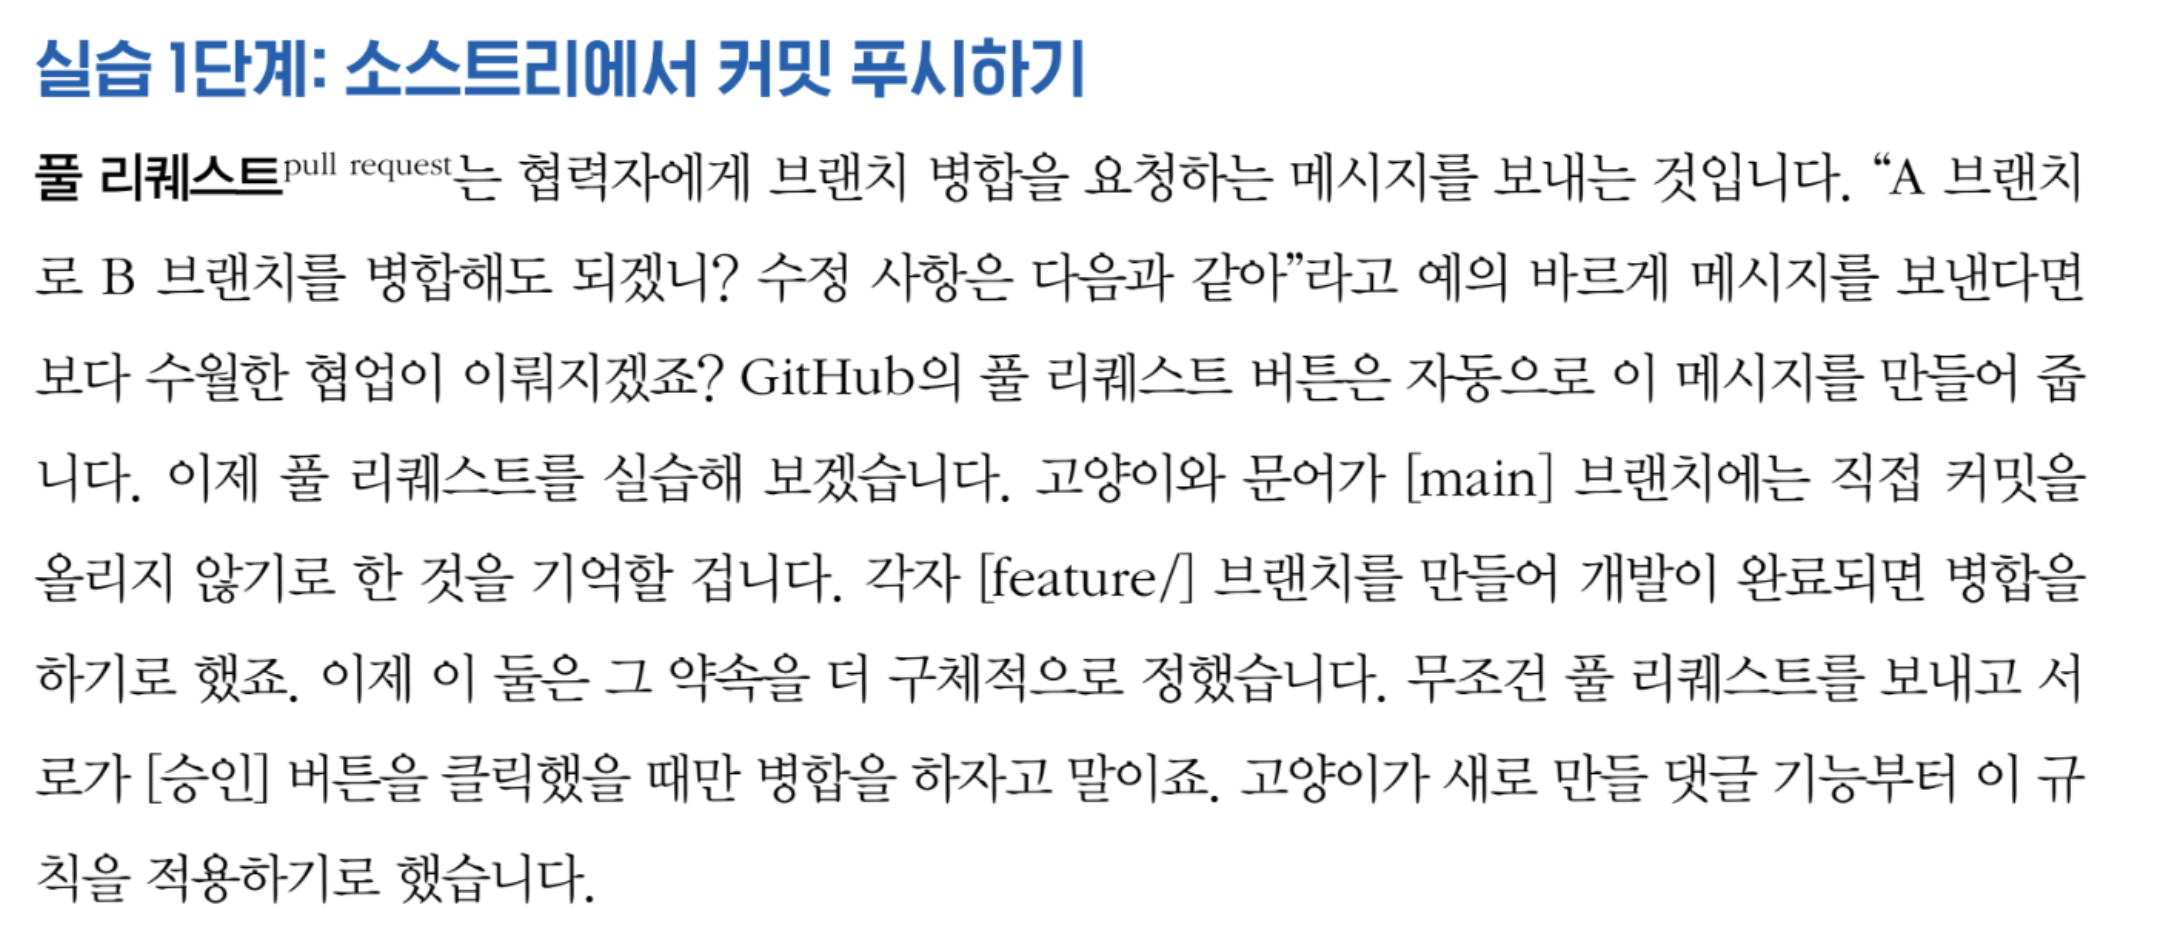 실습 1단계: 소스트리에서 커밋 푸시하기
풀 리퀘스트pull request는 협력자에게 브랜치 병합을 요청하는 메시지를 보내는 것입니다. “A 브랜치
로 B 브랜치를 병합해도 되겠니? 수정 사항은 다음과 같아”라고 예의 바르게 메시지를 보낸다면
보다 수월한 협업이 이뤄지겠죠? GitHub의 풀 리퀘스트 버튼은 자동으로 이 메시지를 만들어 줍
니다. 이제 풀 리퀘스트를 실습해 보겠습니다. 고양이와 문어가 [main] 브랜치에는 직접 커밋을
올리지 않기로 한 것을 기억할 겁니다. 각자 [feature/] 브랜치를 만들어 개발이 완료되면 병합을
하기로 했죠. 이제 이 둘은 그 약속을 더 구체적으로 정했습니다. 무조건 풀 리퀘스트를 보내고 서
로가 [승인] 버튼을 클릭했을 때만 병합을 하자고 말이죠. 고양이가 새로 만들 댓글 기능부터 이 규
칙을 적용하기로 했습니다.